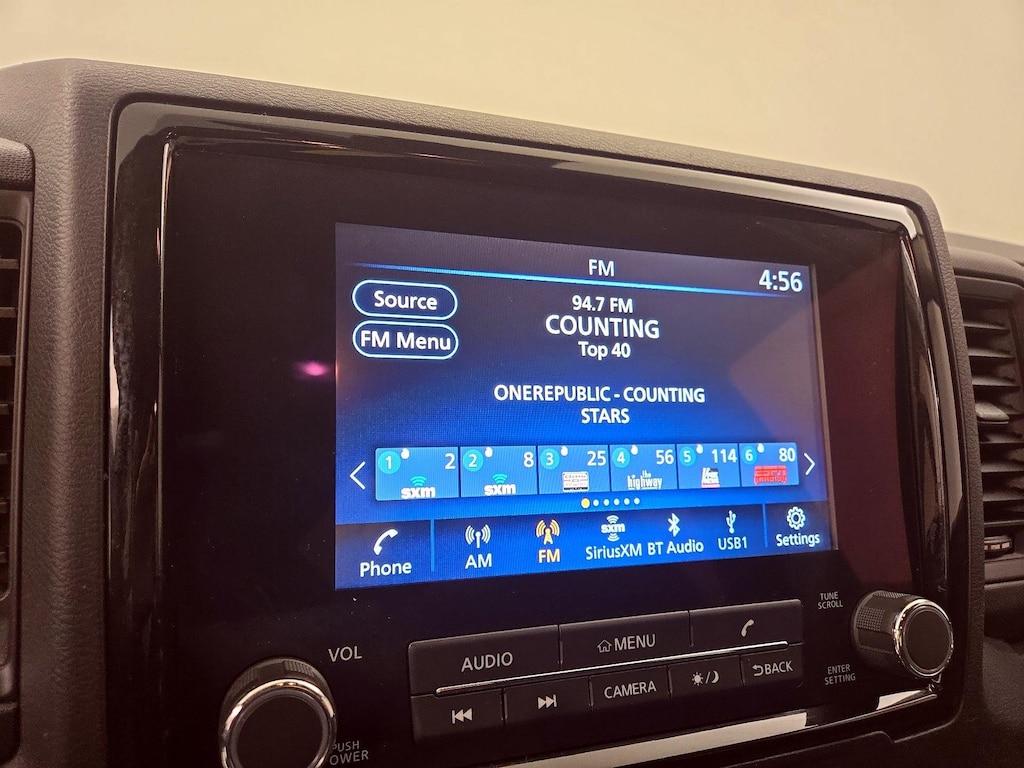 FM
4:56
Source
94.7 FM
COUNTING
FM Menu
Top 40
ONEREPUBLIC - COUNTING
STARS
1 2 sxm
2 8 sxm
3 25
4 56 the highway
5 114
6 80
Phone
AM
FM
sxm
SiriusXM
BT Audio
USB1
Settings
TUNE
SCROLL
VOL
AUDIO
MENU
CAMERA
BACK
ENTER
SETTING
PUSH
OWER